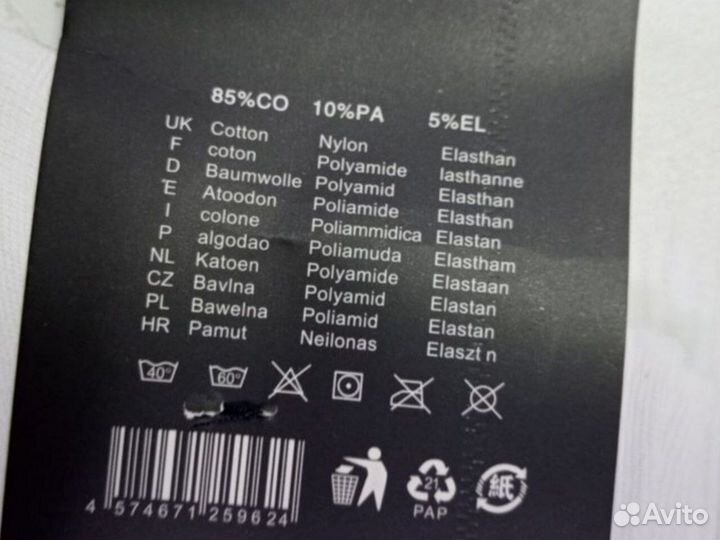 85%CO 10%PA 5%EL
UK Cotton Nylon Elasthan
F coton Polyamide lasthanne
D Baumwolle Polyamid Elasthan
E Atoodon Poliamide Elasthan
I colone Poliammidica Elastan
P algodao Poliamuda Elastham
NL Katoen Polyamide Elastaan
CZ Bavlna Polyamid Elastan
PL Bawelna Poliamid Elastan
HR Pamut Neilonas Elaszt n
40° 60°
4 574671 259624
21
PAP
紙
Avito